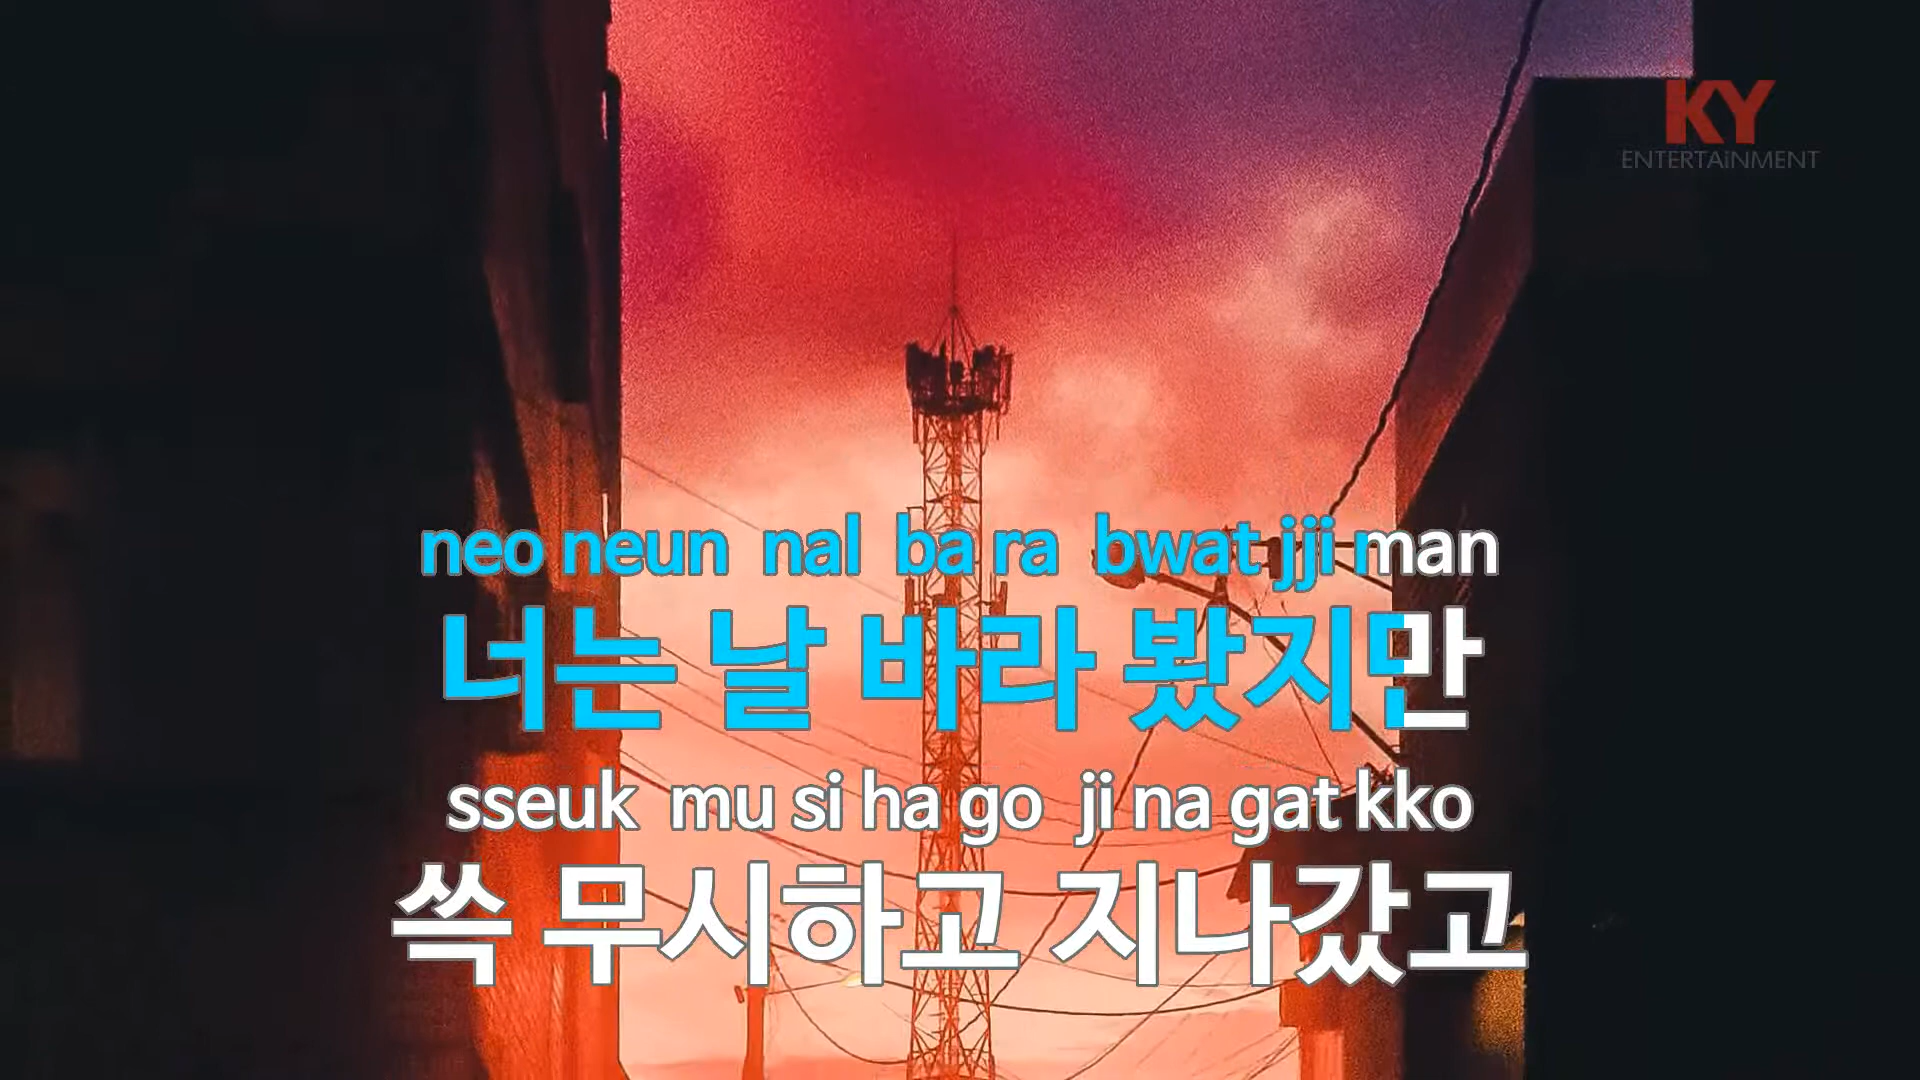 KY
ENTERTAiNMENT
neo neun nal ba ra bwat jji man
너는 날 바라 봤지만
sseuk mu si ha go ji na gat kko
쓱 무시하고 지나갔고